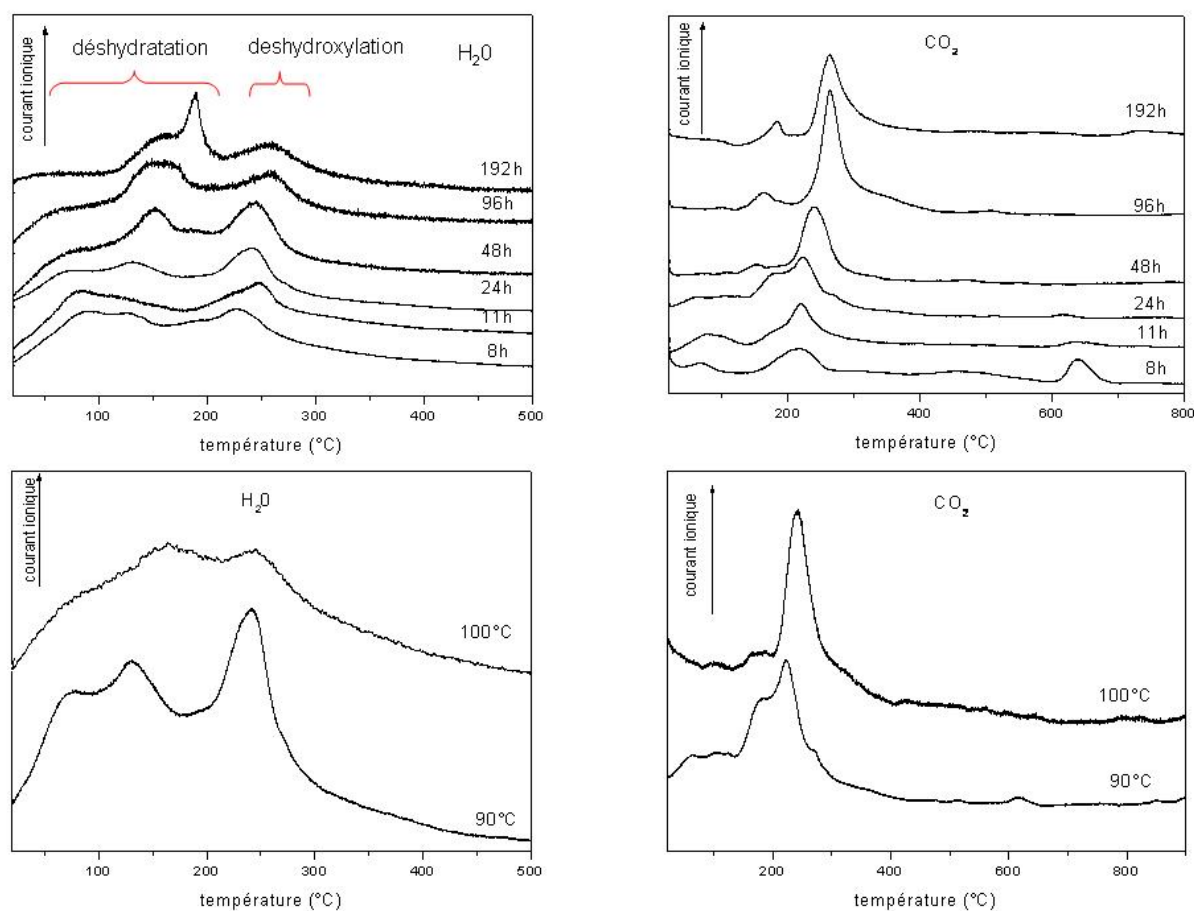 courant ionique
déshydratation
deshydroxylation
H₂0
192h
96h
48h
24h
11h
8h
100
200
300
400
500
température (°C)
courant ionique
CO₂
192h
96h
48h
24h
11h
8h
200
400
600
800
température (°C)
courant ionique
H₂0
100°C
90°C
100
200
300
400
500
température (°C)
courant ionique
CO₂
100°C
90°C
200
400
600
800
température (°C)